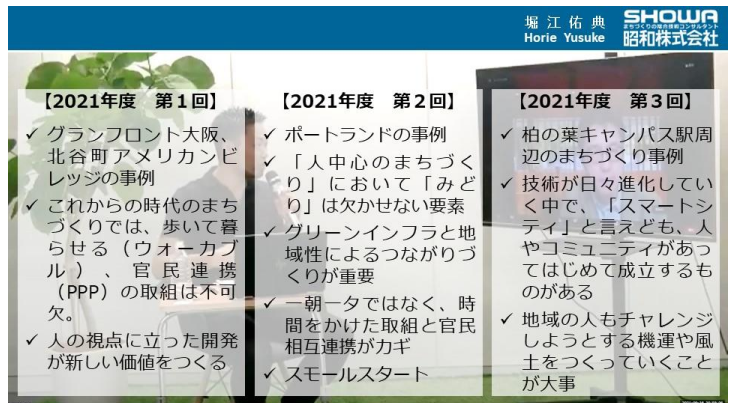 堀江佑典
Horie Yusuke
SHOWA
まちづくりの総合技術コンサルタント
昭和株式会社
【2021年度　第１回】
✓ グランフロント大阪、
北谷町アメリカンビ
レッジの事例
✓ これからの時代のまち
づくりでは、歩いて暮
らせる（ウォーカブ
ル）、官民連携
（PPP）の取組は不可
欠。
✓ 人の視点に立った開発
が新しい価値をつくる
【2021年度　第２回】
✓ ポートランドの事例
✓ 「人中心のまちづく
り」において「みど
り」は欠かせない要素
✓ グリーンインフラと地
域性によるつながりづ
くりが重要
✓ 一朝一夕ではなく、時
間をかけた取組と官民
相互連携がカギ
✓ スモールスタート
【2021年度　第３回】
✓ 柏の葉キャンパス駅周
辺のまちづくり事例
✓ 技術が日々進化してい
く中で、「スマートシ
ティ」と言えども、人
やコミュニティがあっ
てはじめて成立するも
のがある
✓ 地域の人もチャレンジ
しようとする機運や風
土をつくっていくこと
が大事